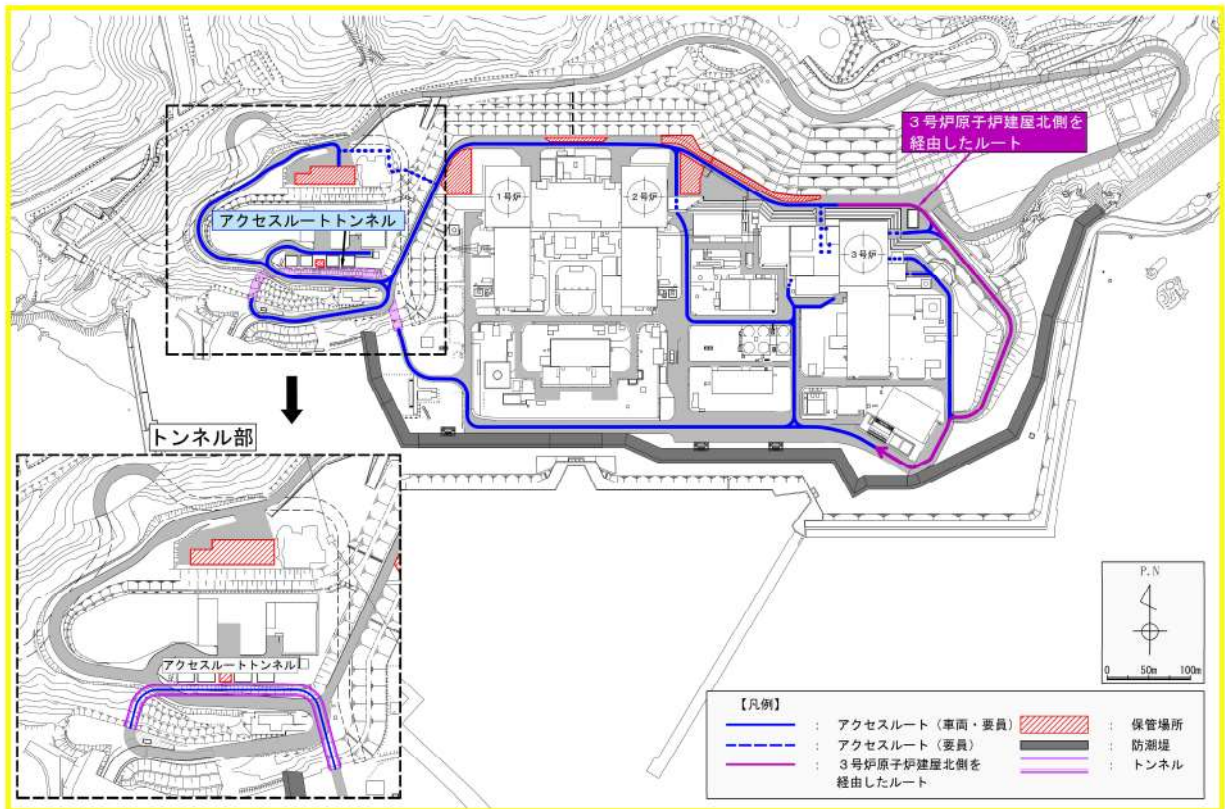 ３号炉原子炉建屋北側を
経由したルート
１号炉
２号炉
アクセスルートトンネル
３号炉
トンネル部
アクセスルートトンネル
P.N
0 50m 100m
【凡例】
： アクセスルート（車両・要員）
： 保管場所
： アクセスルート（要員）
： 防潮堤
： ３号炉原子炉建屋北側を
経由したルート
： トンネル